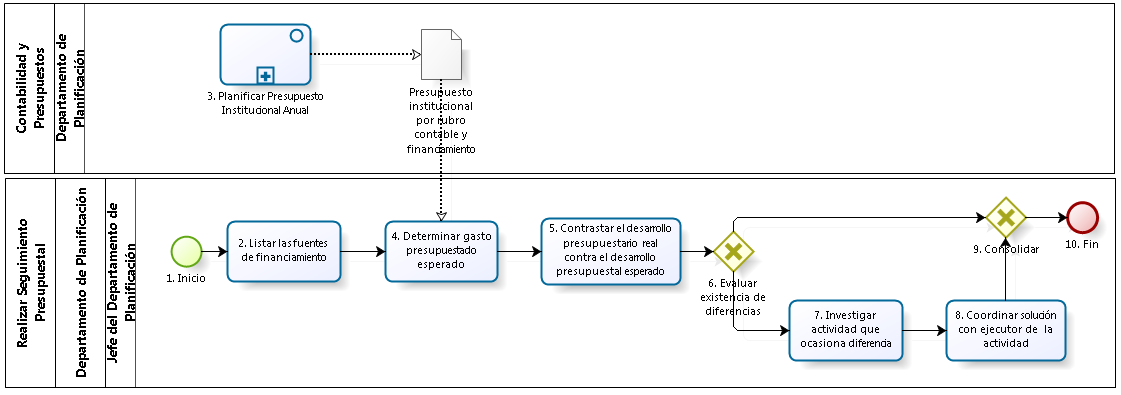 Contabilidad y
Presupuestos
Departamento de
Planificación
3. Planificar Presupuesto
Institucional Anual
Presupuesto
institucional
por rubro
contable y
financiamiento
Realizar Seguimiento
Presupuestal
Departamento de Planificación
Jefe del Departamento de
Planificación
1. Inicio
2. Listar las fuentes
de financiamiento
4. Determinar gasto
presupuestado
esperado
5. Contrastar el desarrollo
presupuestario real
contra el desarrollo
presupuestal esperado
6. Evaluar
existencia de
diferencias
7. Investigar
actividad que
ocasiona diferencia
8. Coordinar solución
con ejecutor de la
actividad
9. Consolidar
10. Fin